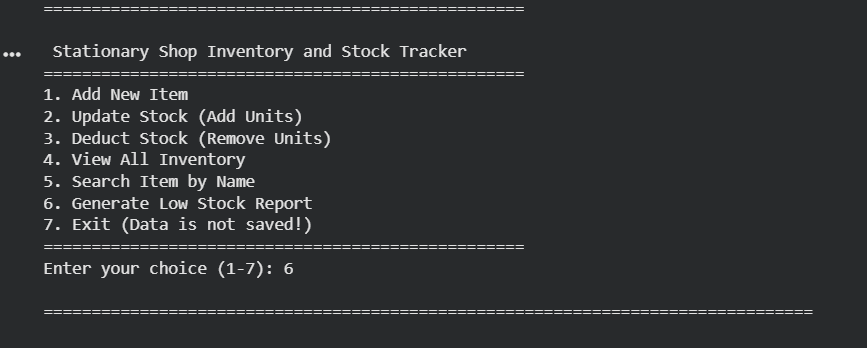 ==================================================
Stationary Shop Inventory and Stock Tracker
==================================================
1. Add New Item
2. Update Stock (Add Units)
3. Deduct Stock (Remove Units)
4. View All Inventory
5. Search Item by Name
6. Generate Low Stock Report
7. Exit (Data is not saved!)
==================================================
Enter your choice (1-7): 6
================================================================================